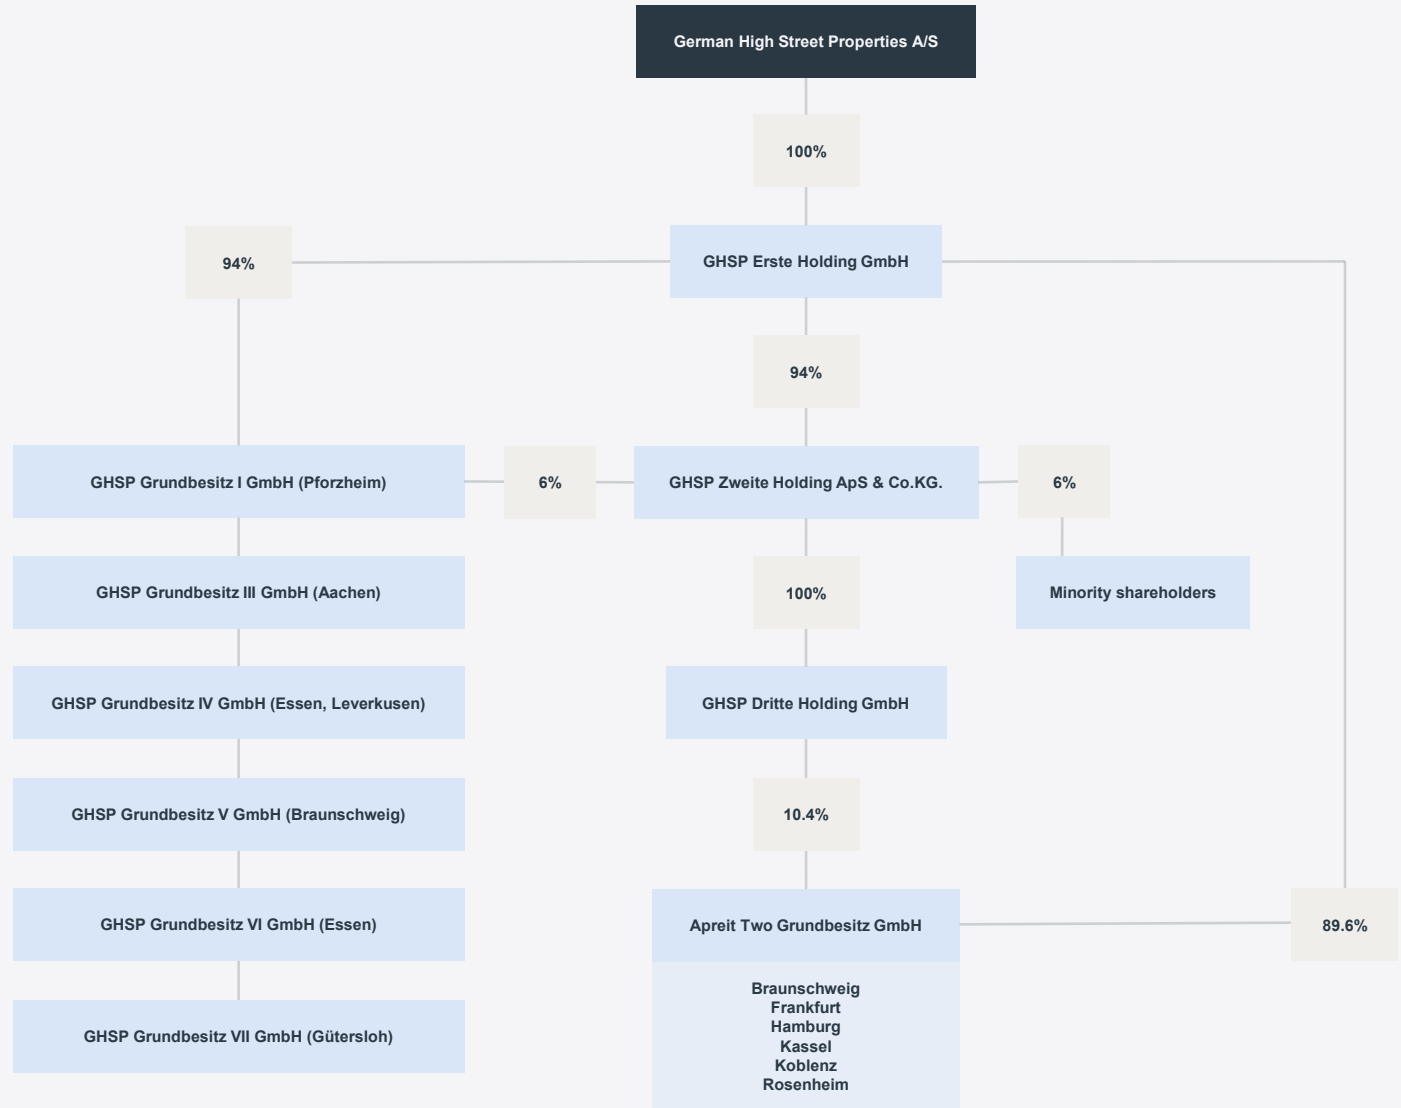 German High Street Properties A/S
100%
94%
GHSP Erste Holding GmbH
94%
GHSP Grundbesitz I GmbH (Pforzheim)
6%
GHSP Zweite Holding ApS & Co.KG.
6%
GHSP Grundbesitz III GmbH (Aachen)
100%
Minority shareholders
GHSP Grundbesitz IV GmbH (Essen, Leverkusen)
GHSP Dritte Holding GmbH
GHSP Grundbesitz V GmbH (Braunschweig)
10.4%
GHSP Grundbesitz VI GmbH (Essen)
Apreit Two Grundbesitz GmbH
89.6%
GHSP Grundbesitz VII GmbH (Gütersloh)
Braunschweig
Frankfurt
Hamburg
Kassel
Koblenz
Rosenheim